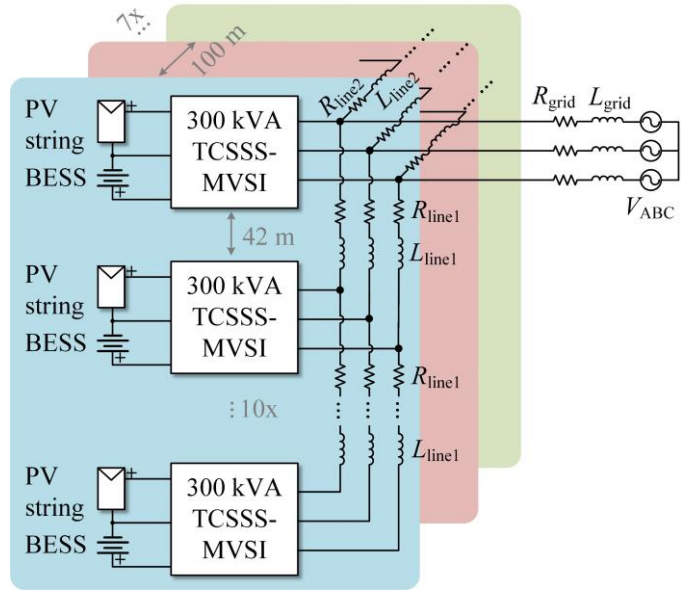 7x
...
100 m
R_line2
L_line2
R_grid L_grid
V_ABC
PV
string
BESS
+
+
300 kVA
TCSSS-
MVSI
R_line1
42 m
L_line1
PV
string
BESS
+
+
300 kVA
TCSSS-
MVSI
R_line1
⋮10x
L_line1
PV
string
BESS
+
+
300 kVA
TCSSS-
MVSI